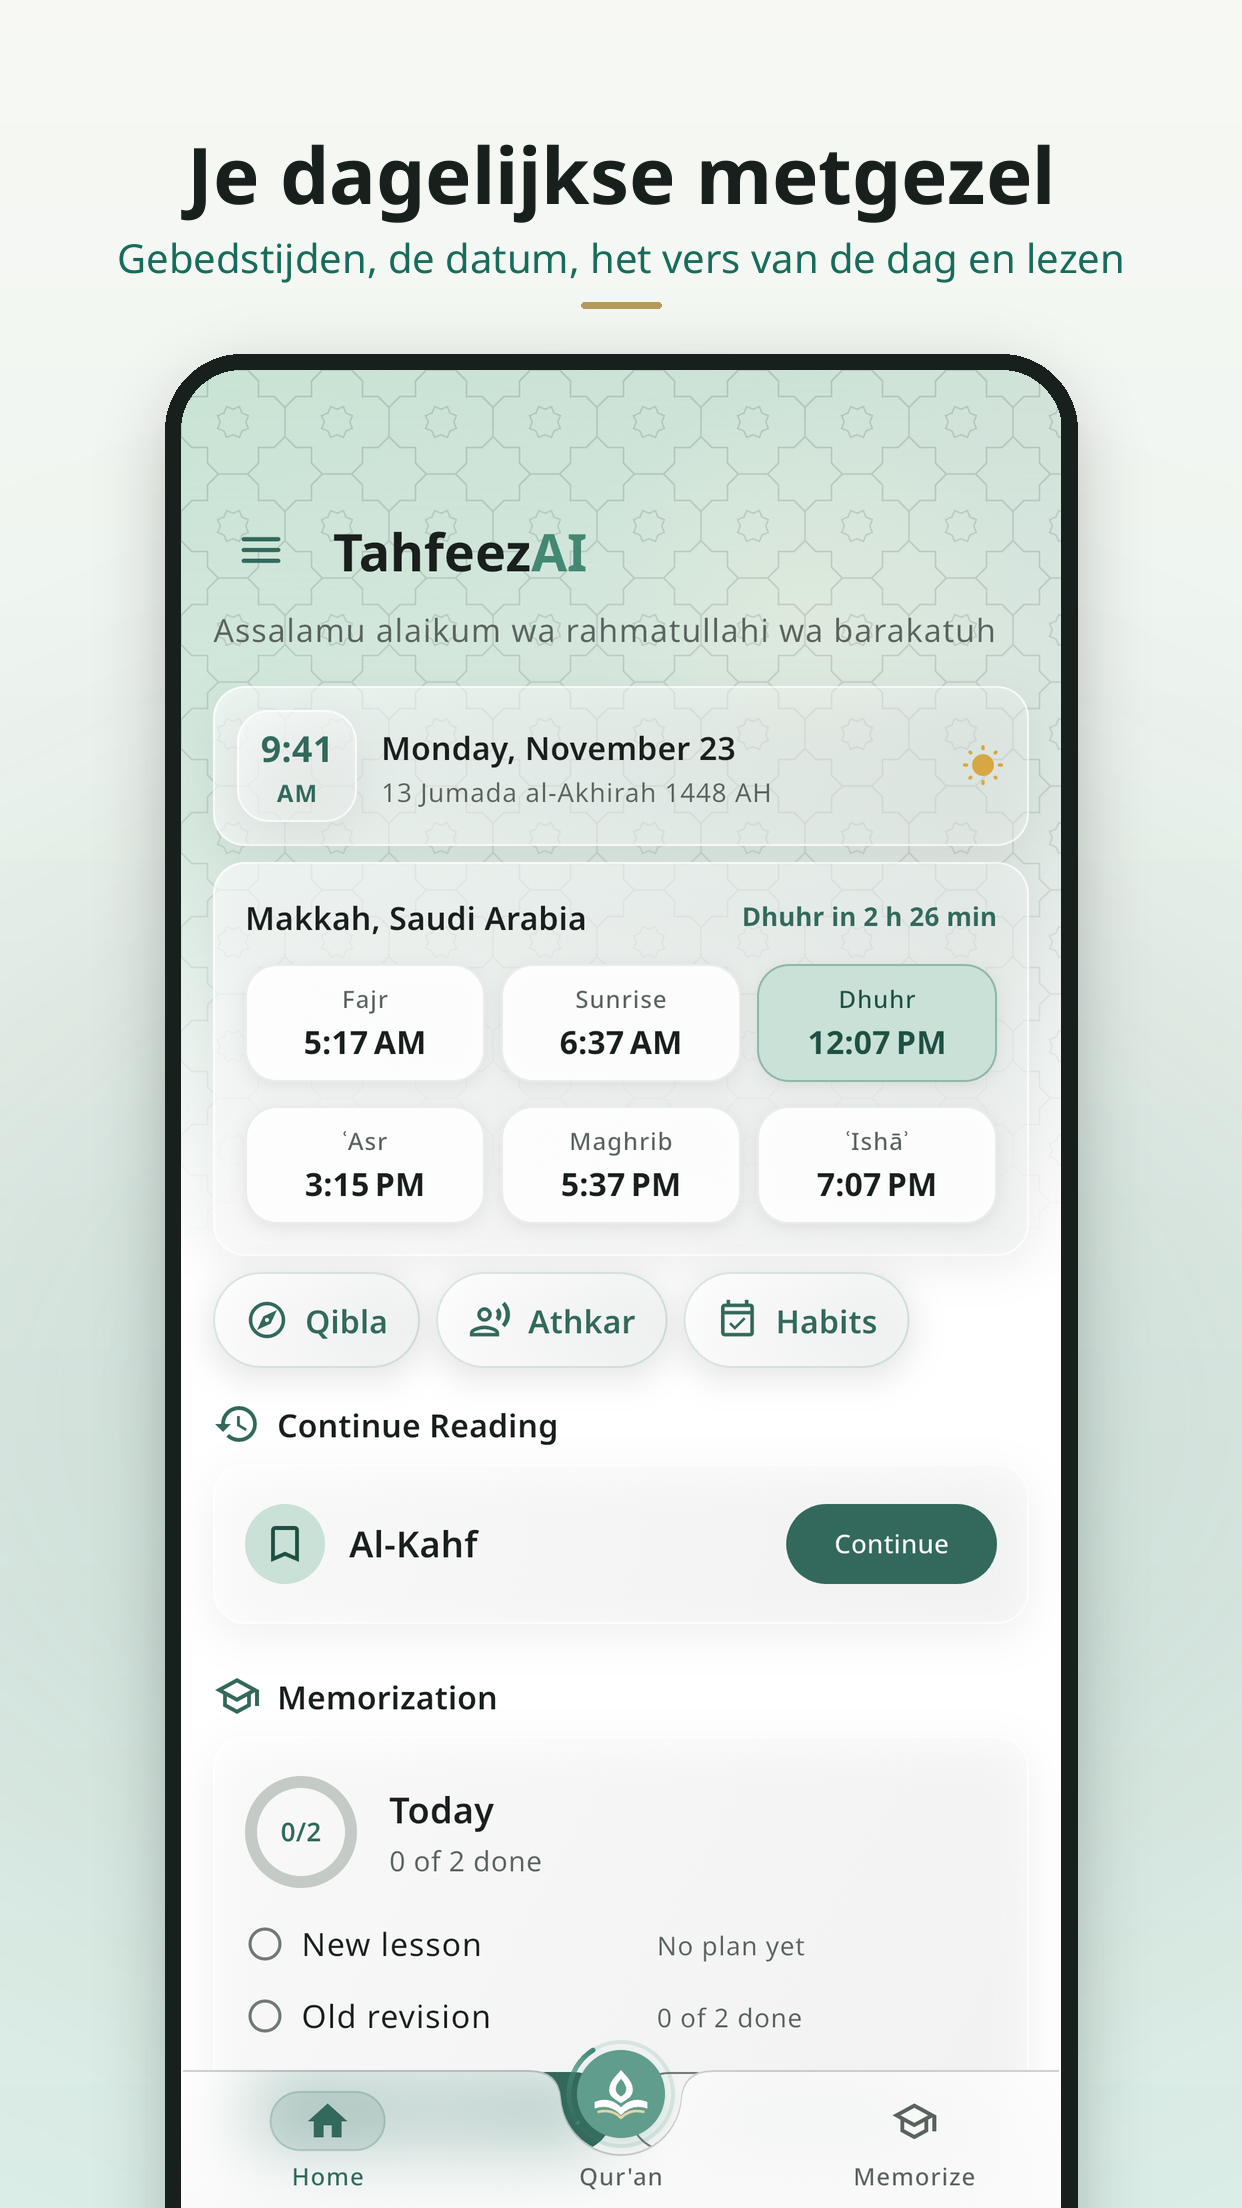 Je dagelijkse metgezel
Gebedstijden, de datum, het vers van de dag en lezen
TahfeezAI
Assalamu alaikum wa rahmatullahi wa barakatuh
9:41
AM
Monday, November 23
13 Jumada al-Akhirah 1448 AH
Makkah, Saudi Arabia
Dhuhr in 2 h 26 min
Fajr
5:17 AM
Sunrise
6:37 AM
Dhuhr
12:07 PM
ʿAsr
3:15 PM
Maghrib
5:37 PM
ʿIshāʾ
7:07 PM
Qibla
Athkar
Habits
Continue Reading
Al-Kahf
Continue
Memorization
0/2
Today
0 of 2 done
New lesson
No plan yet
Old revision
0 of 2 done
Home
Qur'an
Memorize